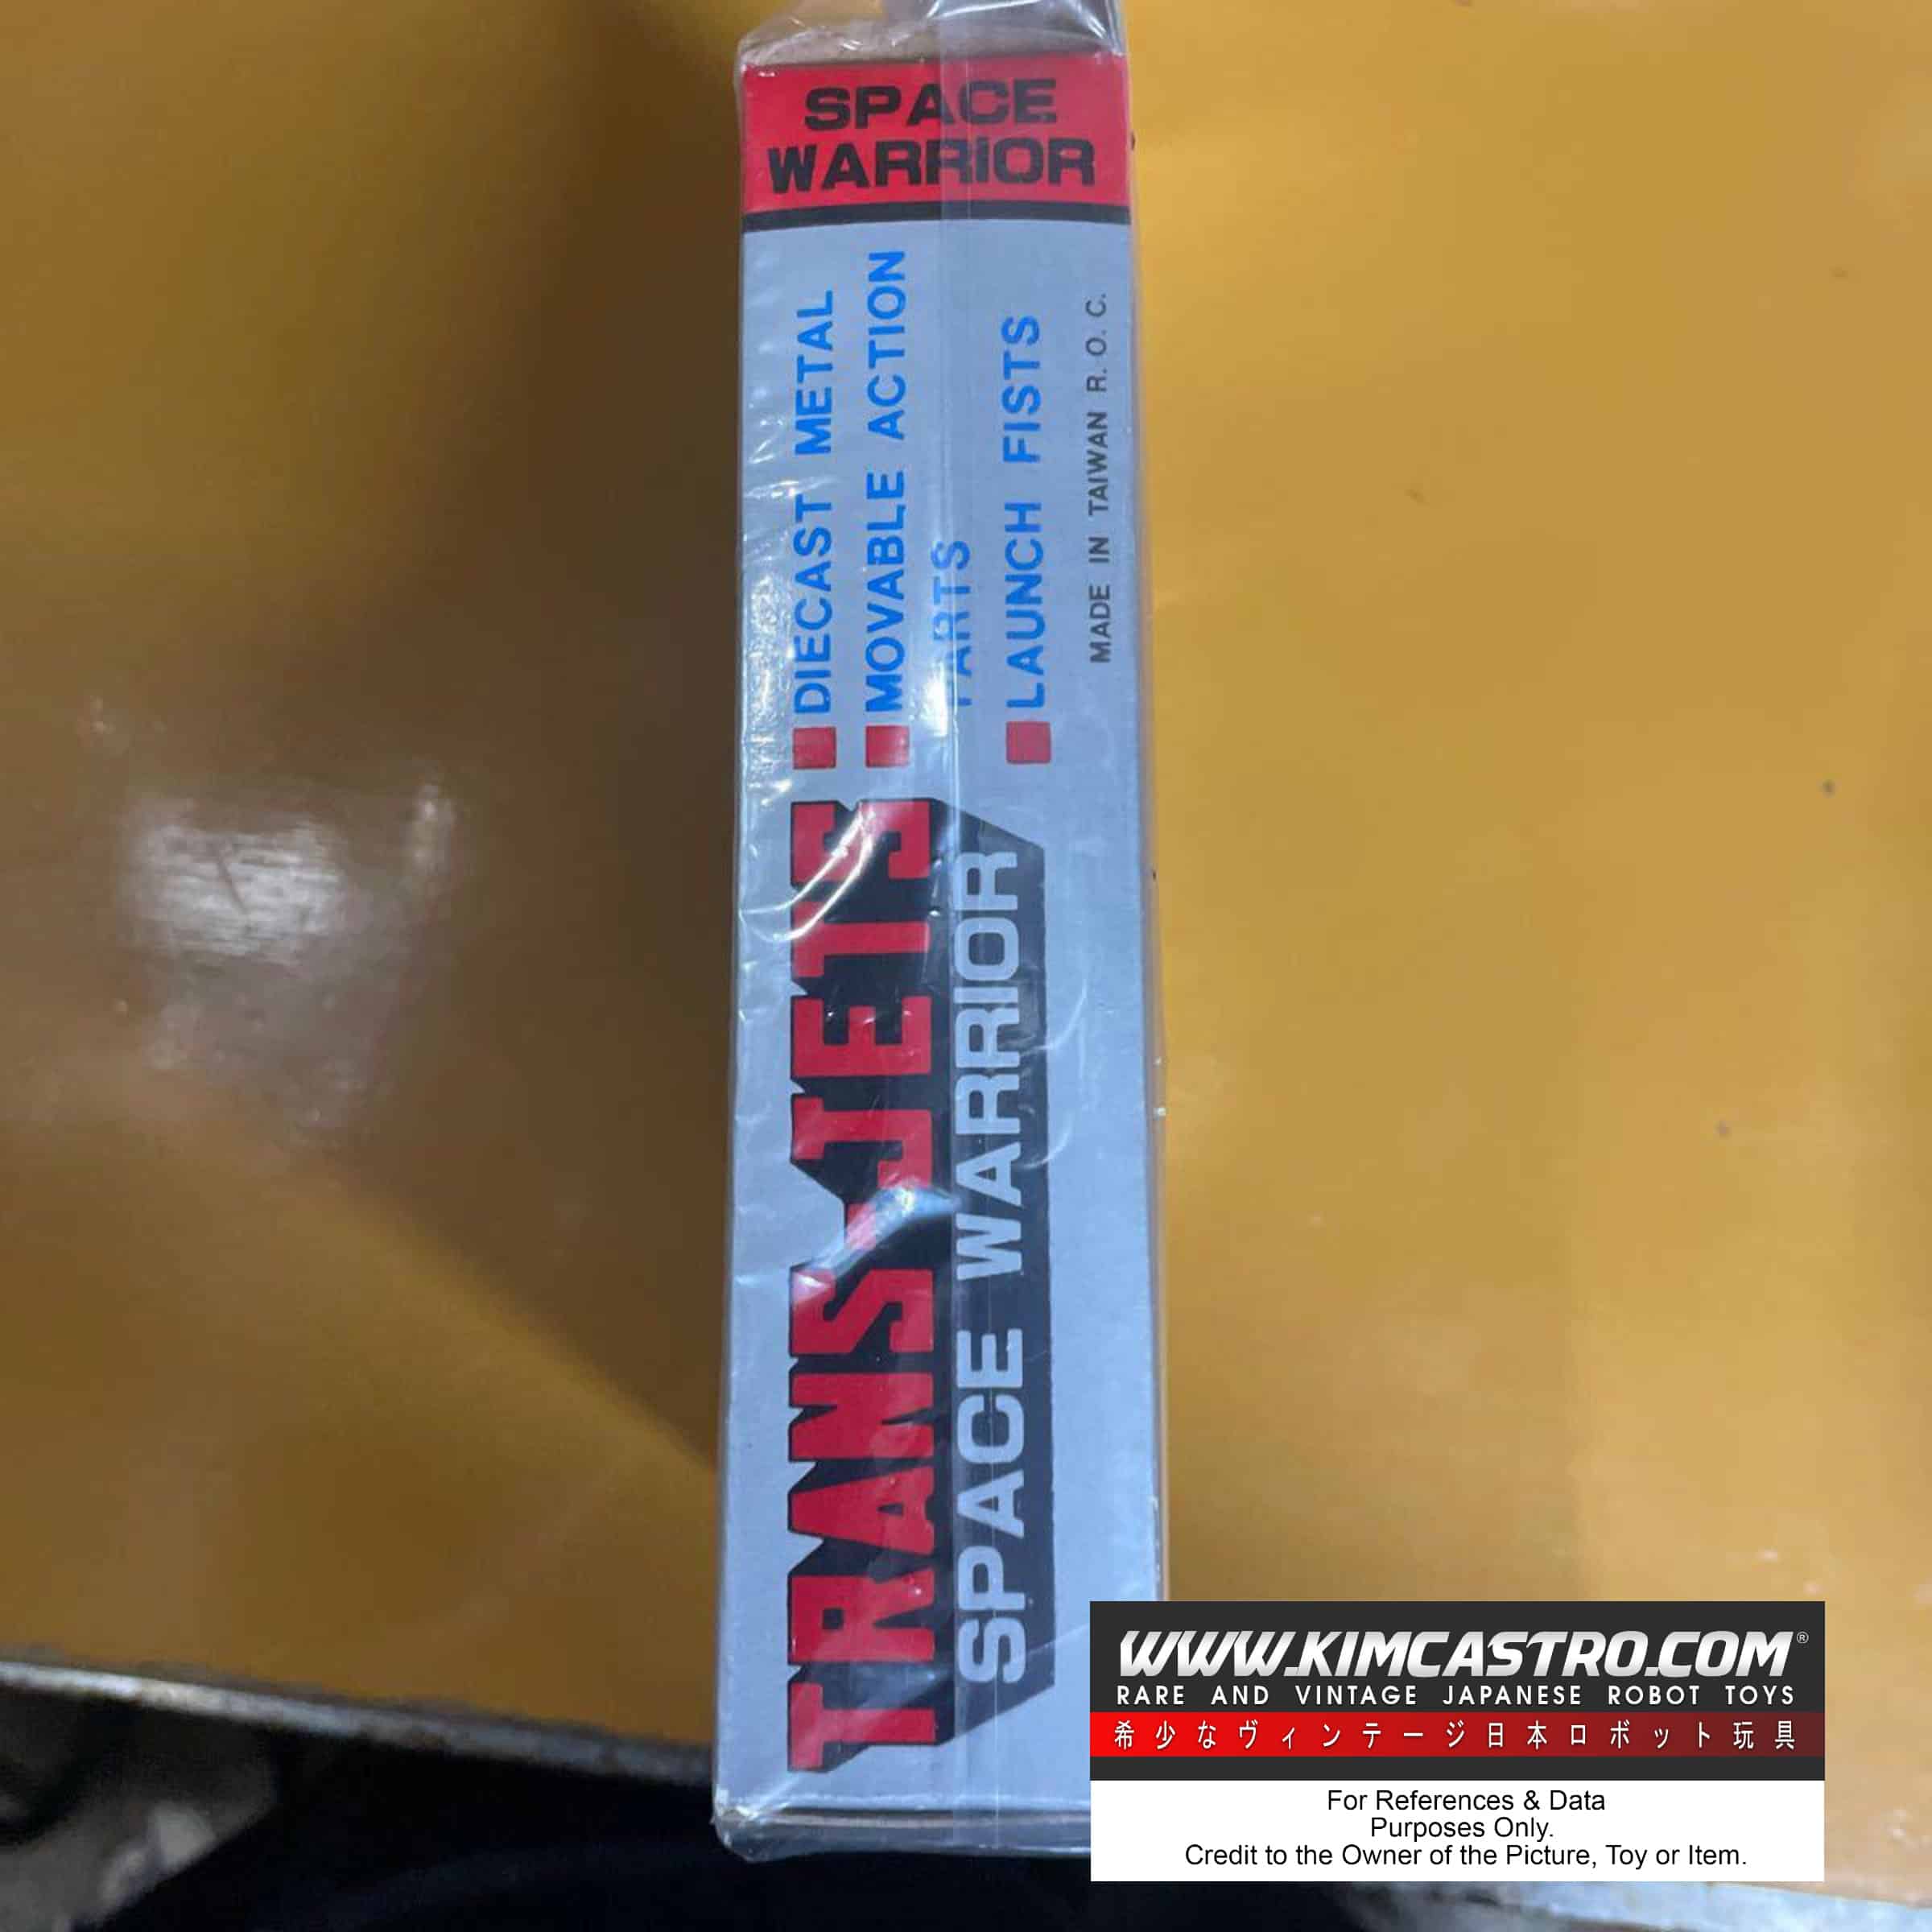 SPACE
WARRIOR
TRANS-JETS
SPACE WARRIOR
■DIECAST METAL
■MOVABLE ACTION
PARTS
■LAUNCH FISTS
MADE IN TAIWAN R. O. C.
WWW.KIMCASTRO.COM®
RARE AND VINTAGE JAPANESE ROBOT TOYS
希少なヴィンテージ日本ロボット玩具
For References & Data
Purposes Only.
Credit to the Owner of the Picture, Toy or Item.